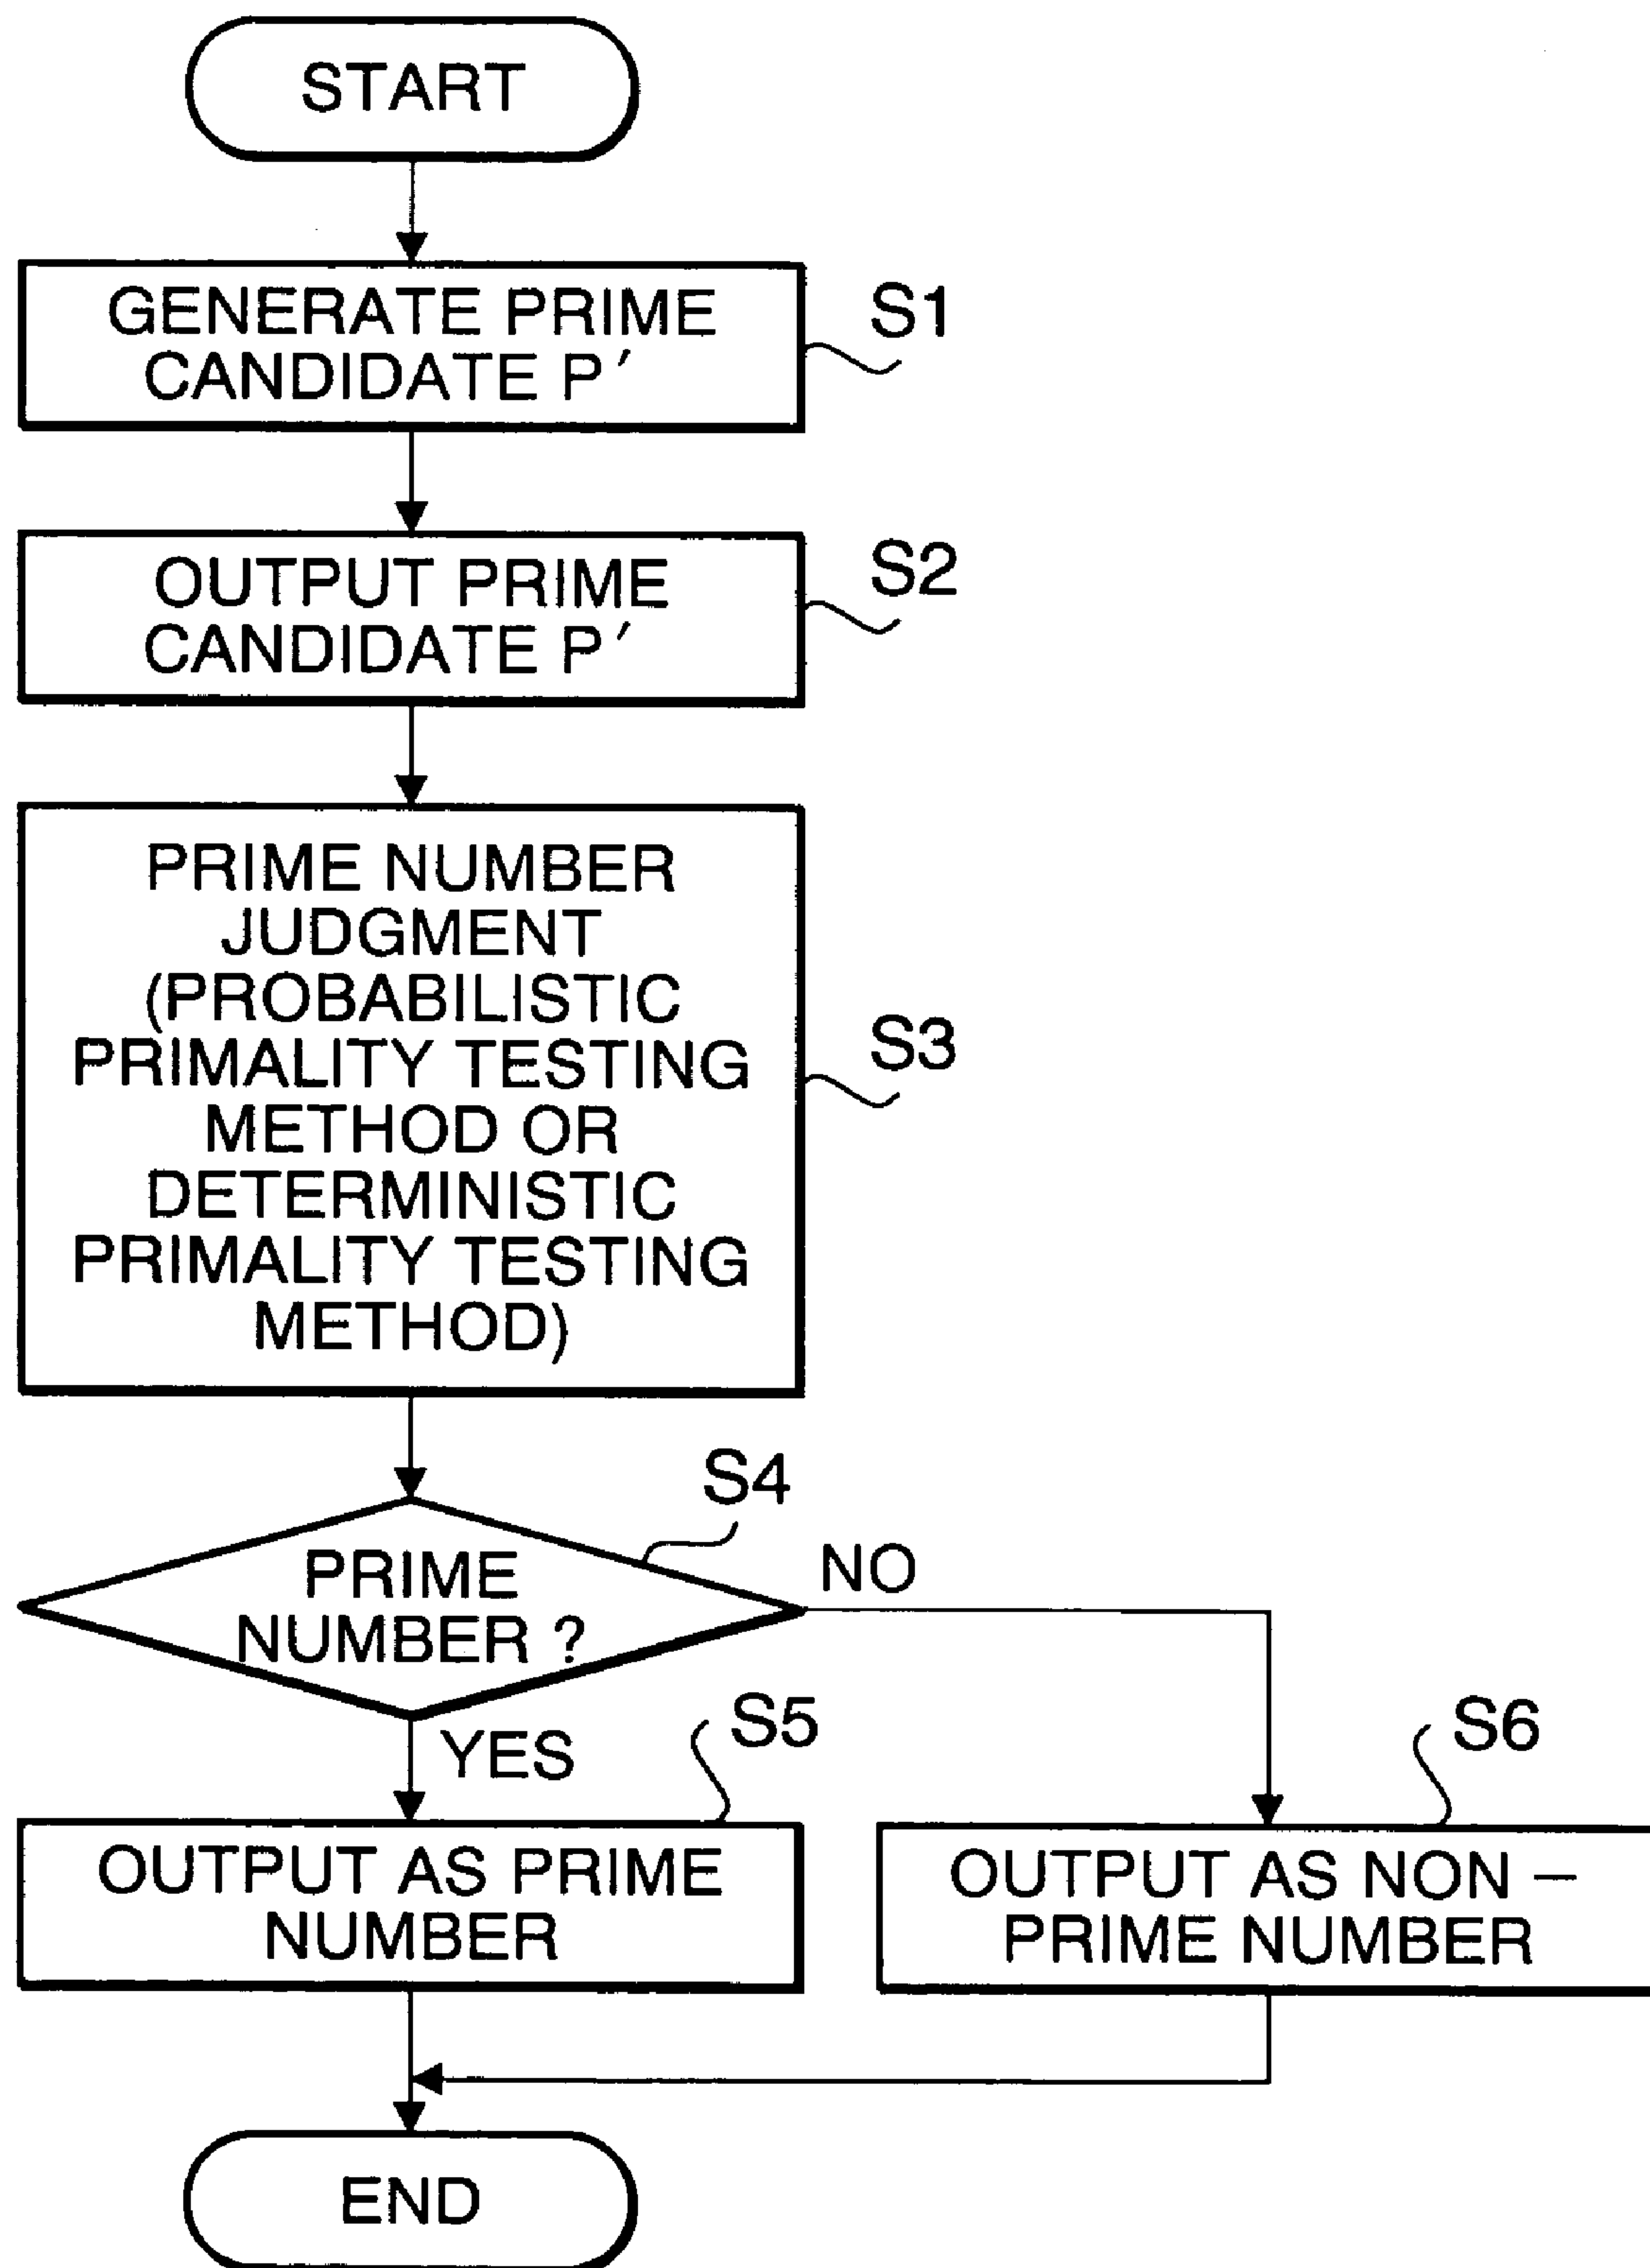 START
GENERATE PRIME
CANDIDATE P′
S1
OUTPUT PRIME
CANDIDATE P′
S2
PRIME NUMBER
JUDGMENT
(PROBABILISTIC
PRIMALITY TESTING
METHOD OR
DETERMINISTIC
PRIMALITY TESTING
METHOD)
S3
S4
PRIME
NUMBER ?
NO
YES
S5
OUTPUT AS PRIME
NUMBER
S6
OUTPUT AS NON –
PRIME NUMBER
END